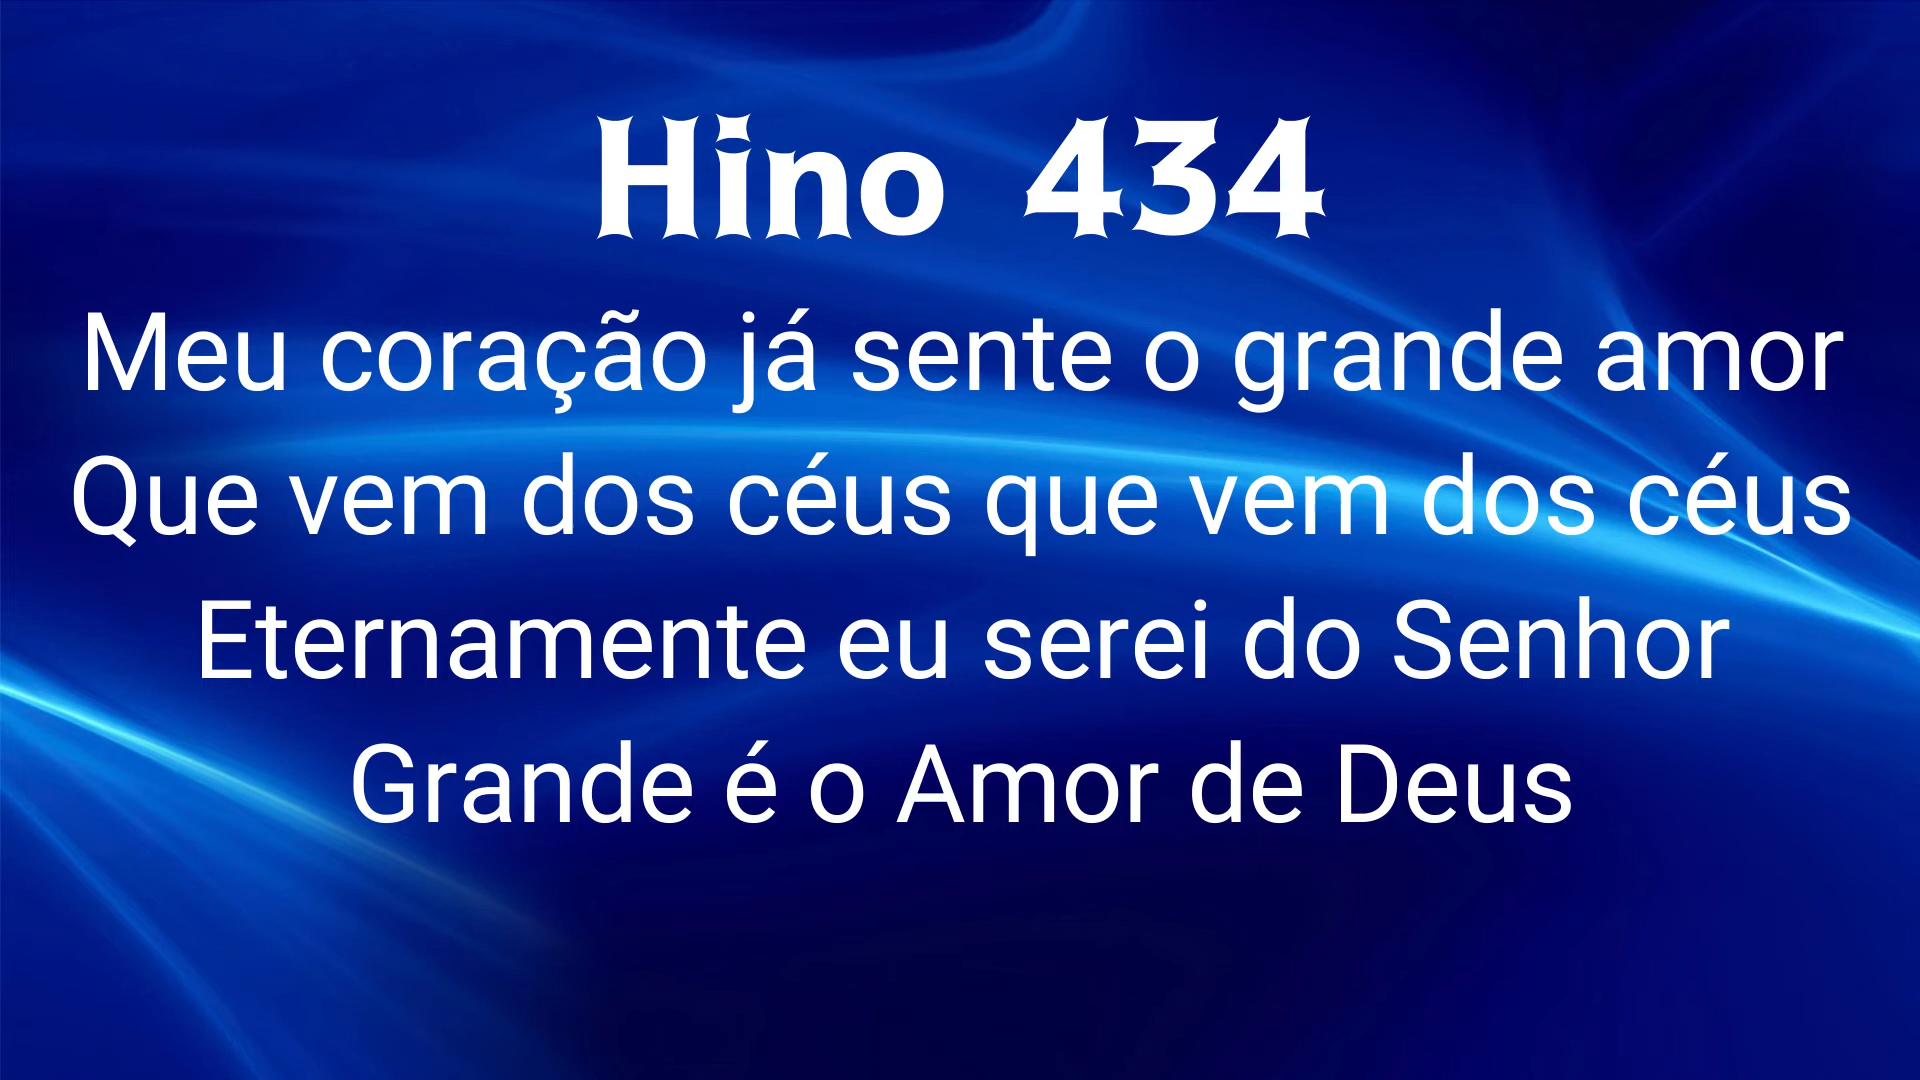 Hino 434
Meu coração já sente o grande amor
Que vem dos céus que vem dos céus
Eternamente eu serei do Senhor
Grande é o Amor de Deus